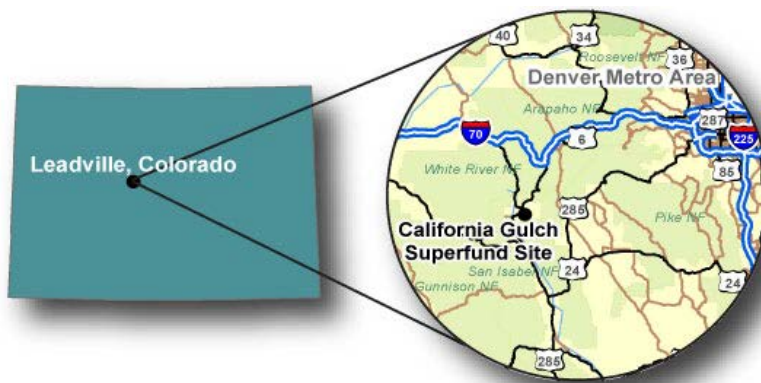 Leadville, Colorado
40
34
36
Roosevelt NF
Denver Metro Area
Arapaho NF
287
70
6
225
White River NF
85
285
Pike NF
California Gulch
Superfund Site
San Isabel NF
24
Gunnison NF
24
285